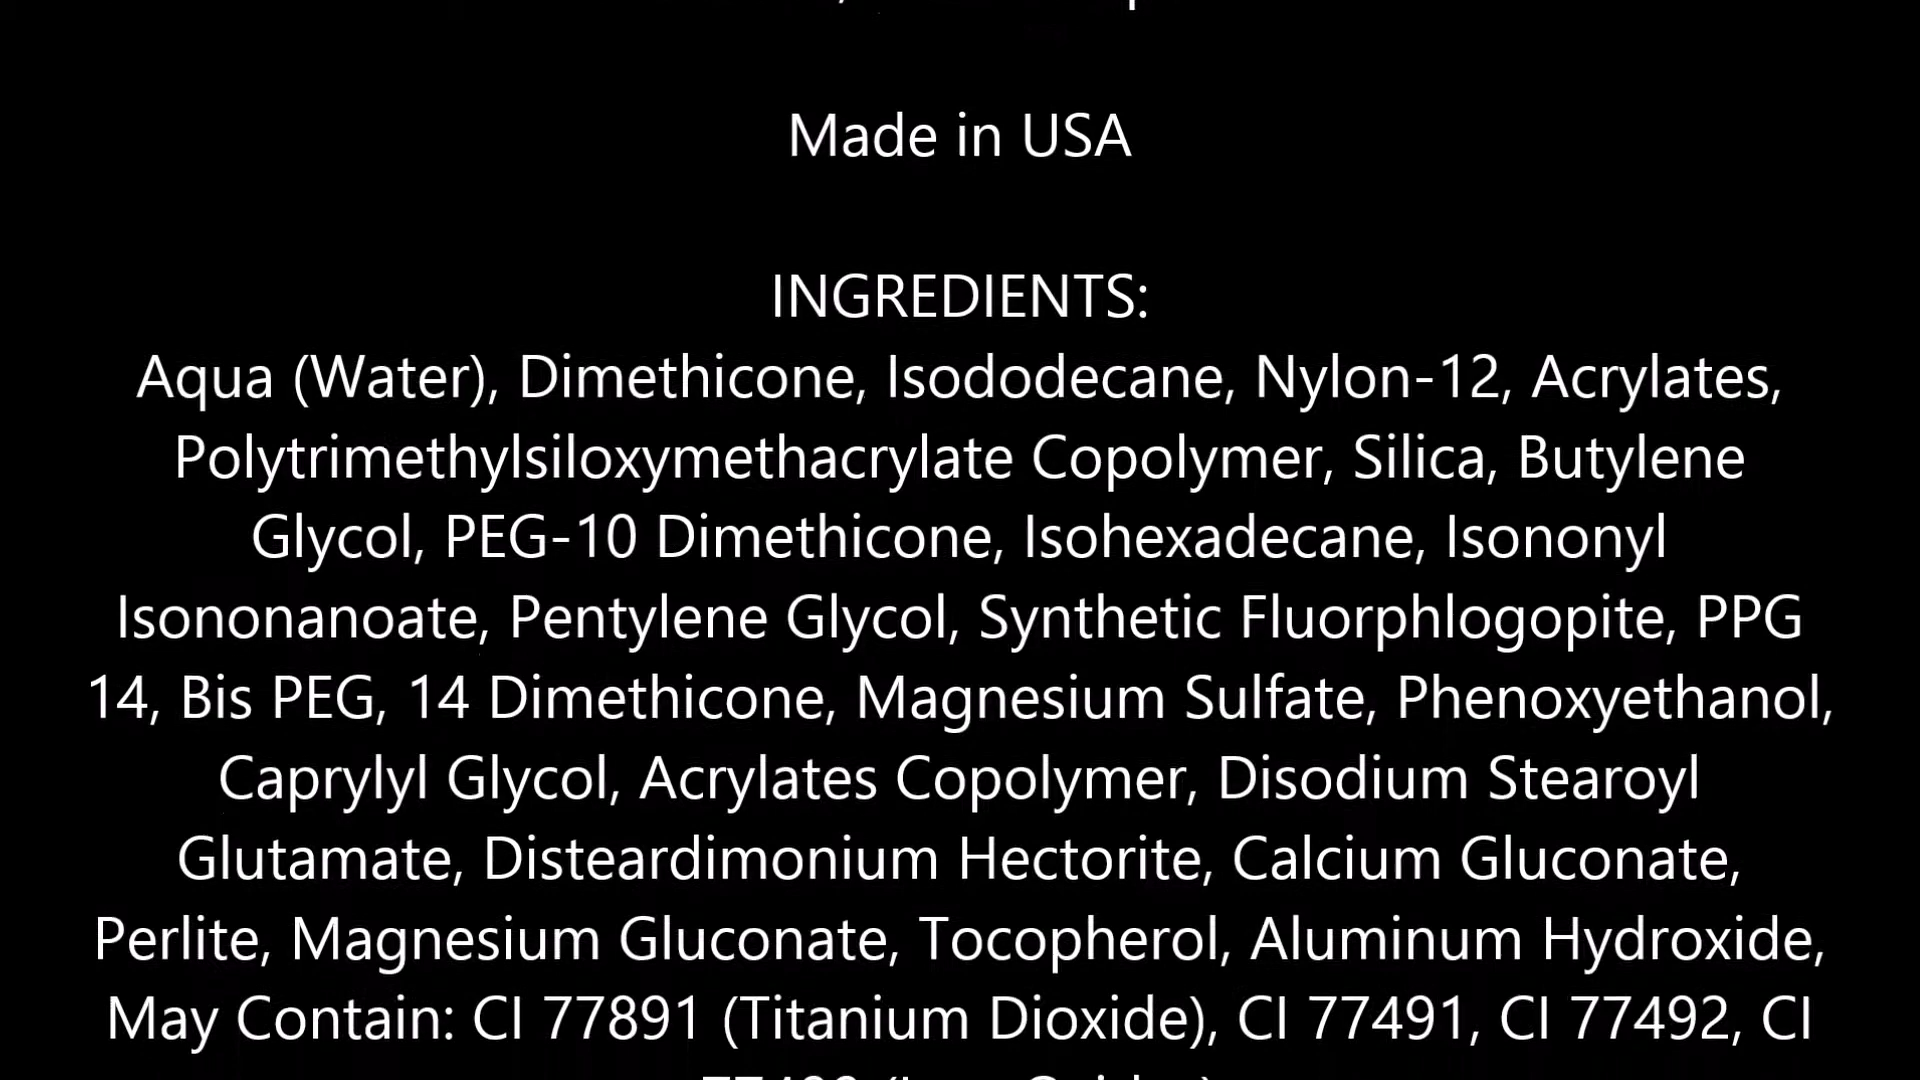 Made in USA
INGREDIENTS:
Aqua (Water), Dimethicone, Isododecane, Nylon-12, Acrylates,
Polytrimethylsiloxymethacrylate Copolymer, Silica, Butylene
Glycol, PEG-10 Dimethicone, Isohexadecane, Isononyl
Isononanoate, Pentylene Glycol, Synthetic Fluorphlogopite, PPG
14, Bis PEG, 14 Dimethicone, Magnesium Sulfate, Phenoxyethanol,
Caprylyl Glycol, Acrylates Copolymer, Disodium Stearoyl
Glutamate, Disteardimonium Hectorite, Calcium Gluconate,
Perlite, Magnesium Gluconate, Tocopherol, Aluminum Hydroxide,
May Contain: CI 77891 (Titanium Dioxide), CI 77491, CI 77492, CI